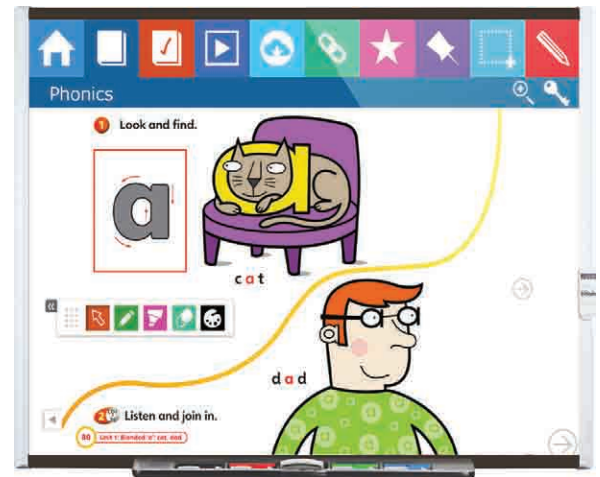 Phonics
1 Look and find.
a
cat
dad
2 Listen and join in.
80 Unit 1: Blended 'a': cat, dad